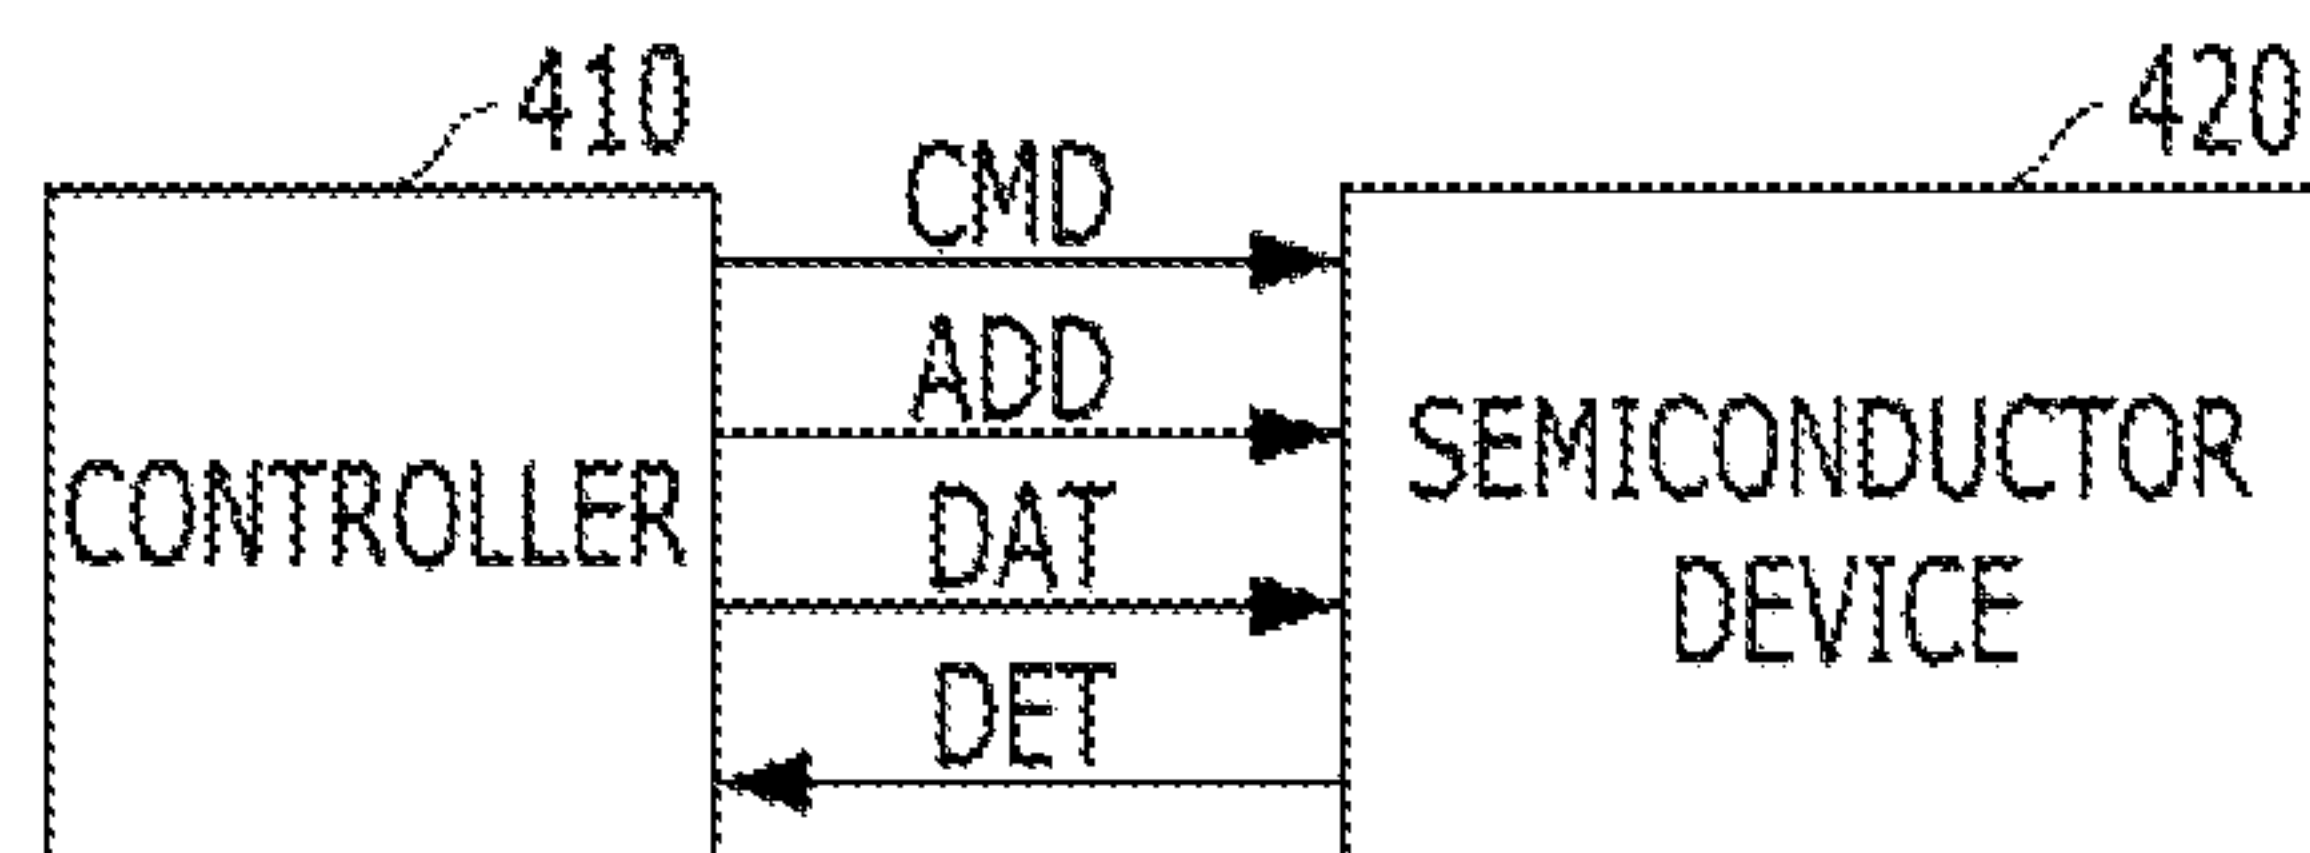 410
420
CMD
ADD
DAT
DET
CONTROLLER
SEMICONDUCTOR
DEVICE